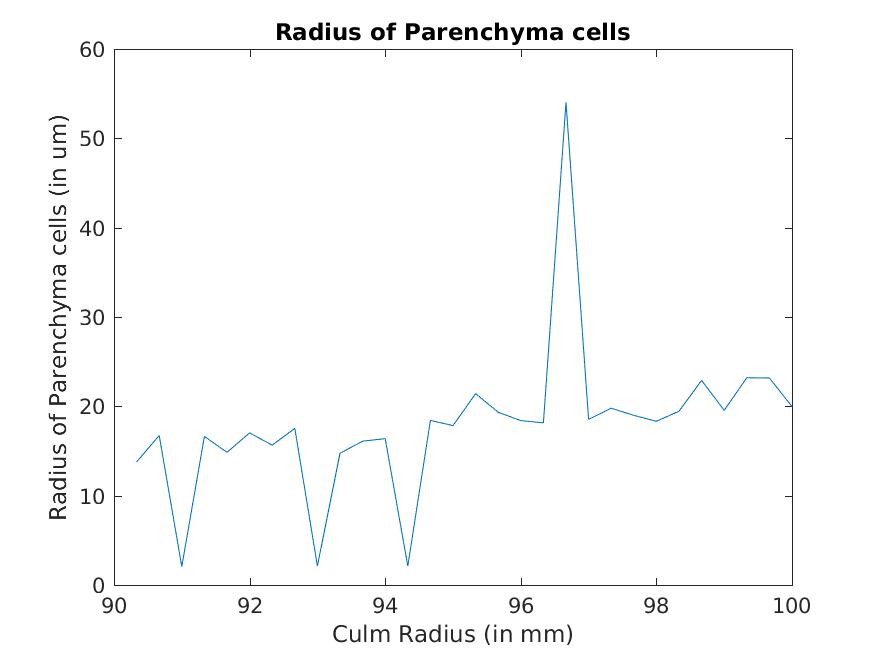 Radius of Parenchyma cells
60
50
40
30
20
10
0
Radius of Parenchyma cells (in um)
90 92 94 96 98 100
Culm Radius (in mm)